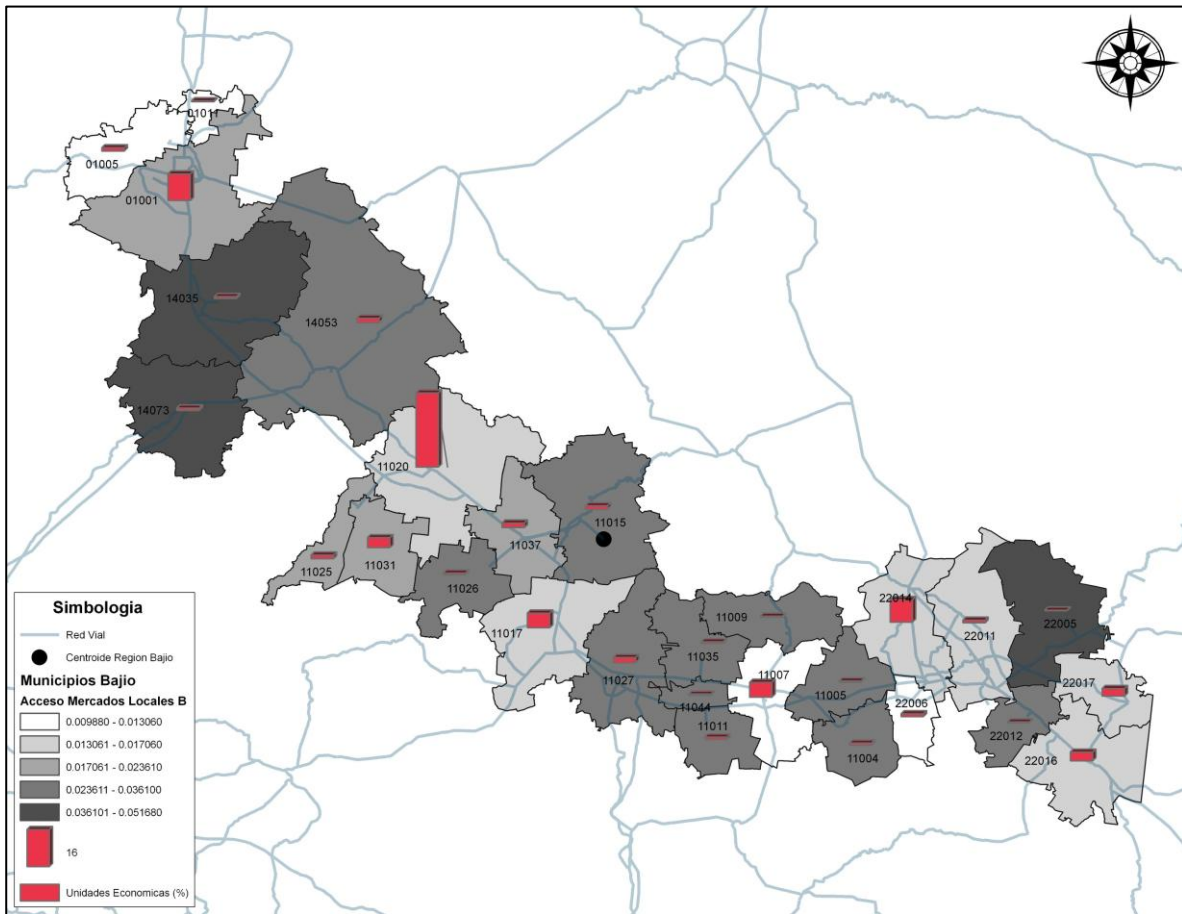 01011
01005
01001
14035
14053
14073
11020
11015
11037
11025
11031
11026
11017
11009
11035
11027
11007
11005
11044
11011
11004
22014
22011
22005
22017
22006
22012
22016
Simbologia
Red Vial
Centroide Region Bajio
Municipios Bajio
Acceso Mercados Locales B
0.009880 - 0.013060
0.013061 - 0.017060
0.017061 - 0.023610
0.023611 - 0.036100
0.036101 - 0.051680
16
Unidades Economicas (%)